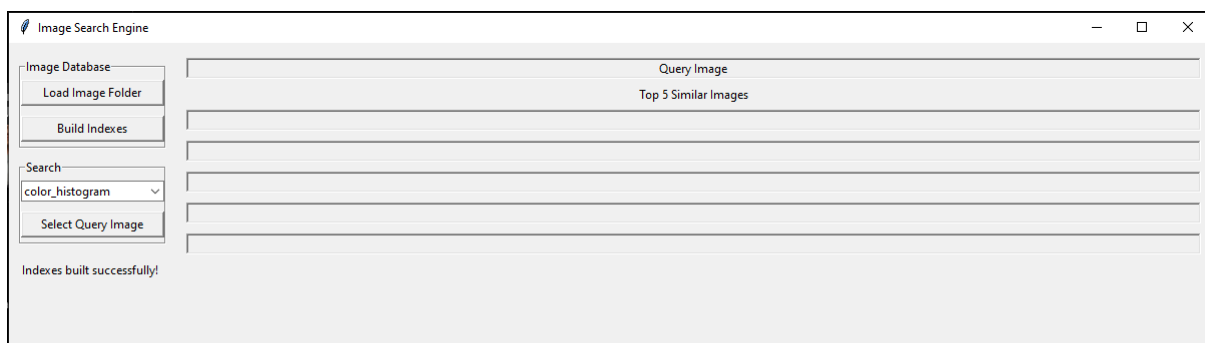 Image Search Engine
Image Database
Load Image Folder
Build Indexes
Search
color_histogram
Select Query Image
Indexes built successfully!
Query Image
Top 5 Similar Images